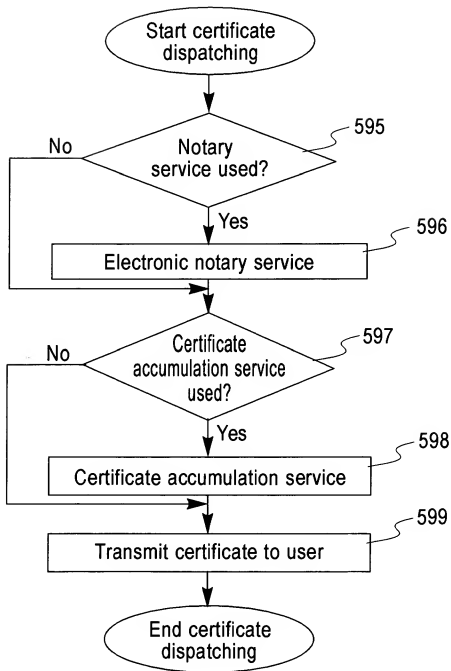 Start certificate
dispatching
595
No
Notary
service used?
Yes
596
Electronic notary service
597
No
Certificate
accumulation service
used?
Yes
598
Certificate accumulation service
599
Transmit certificate to user
End certificate
dispatching